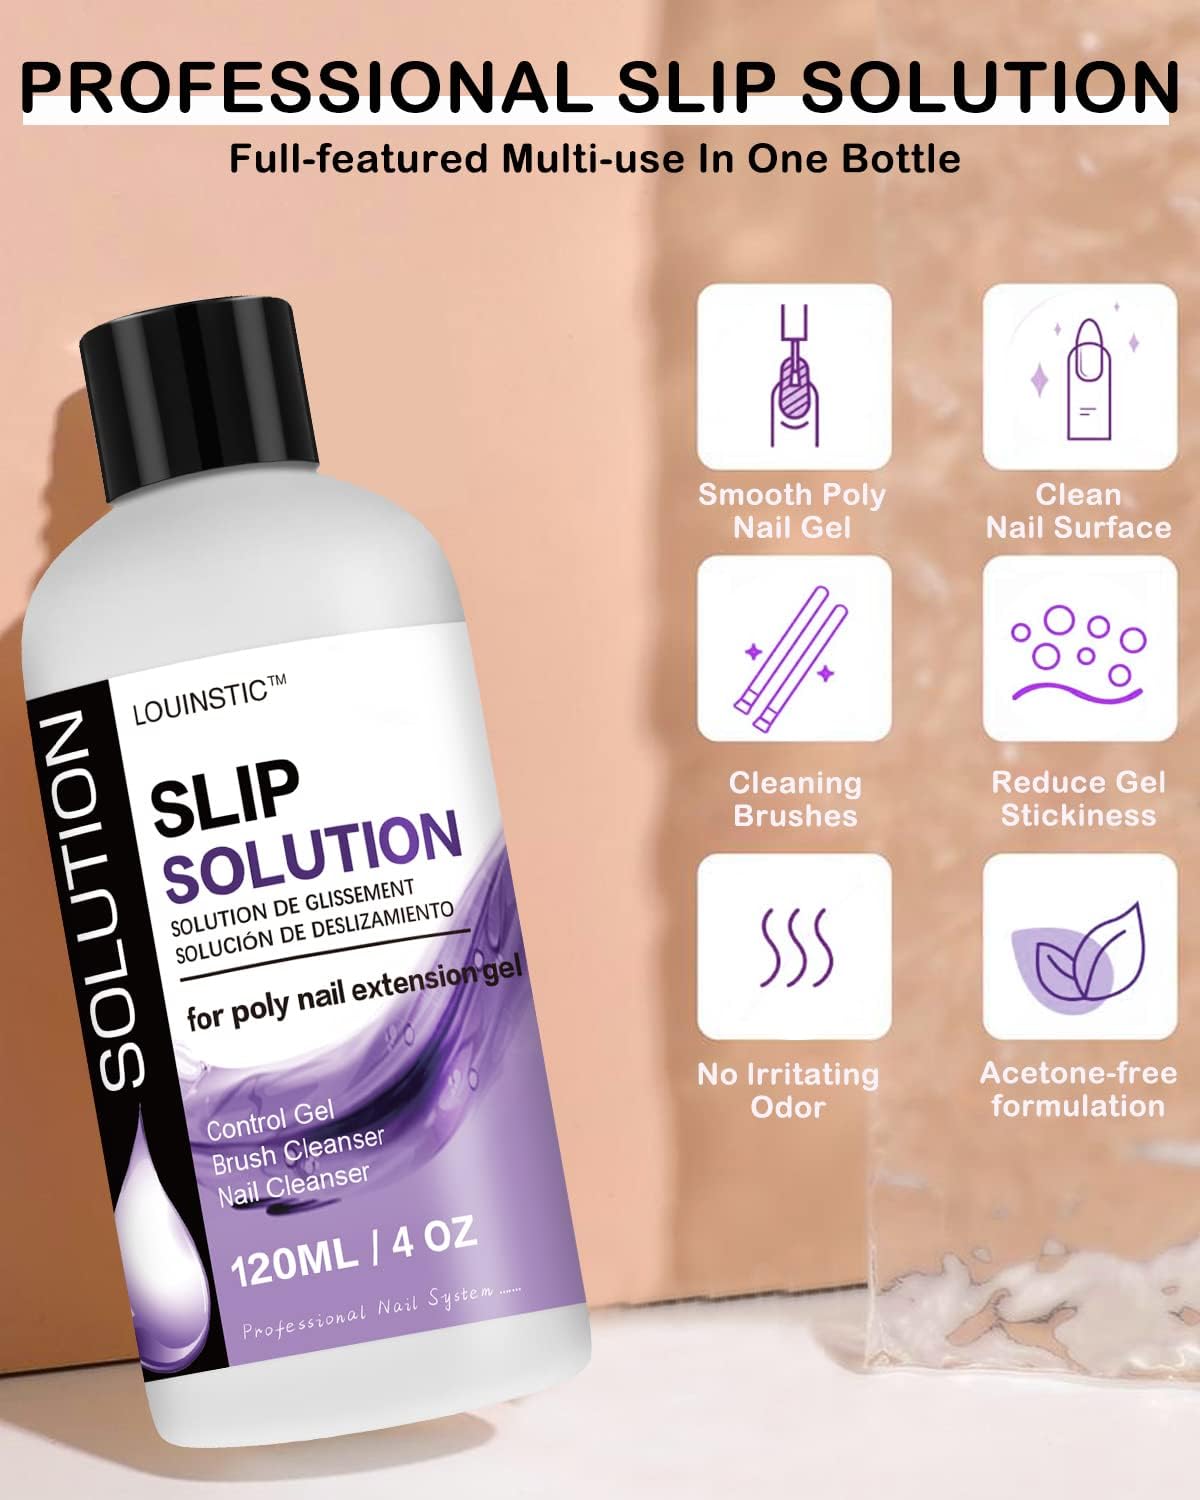 PROFESSIONAL SLIP SOLUTION
Full-featured Multi-use In One Bottle
SOLUTION
LOUINSTIC™
SLIP
SOLUTION
SOLUTION DE GLISSEMENT
SOLUCIÓN DE DESLIZAMIENTO
for poly nail extension gel
Control Gel
Brush Cleanser
Nail Cleanser
120ML / 4 OZ
Professional Nail System ......
Smooth Poly
Nail Gel
Clean
Nail Surface
Cleaning
Brushes
Reduce Gel
Stickiness
No Irritating
Odor
Acetone-free
formulation